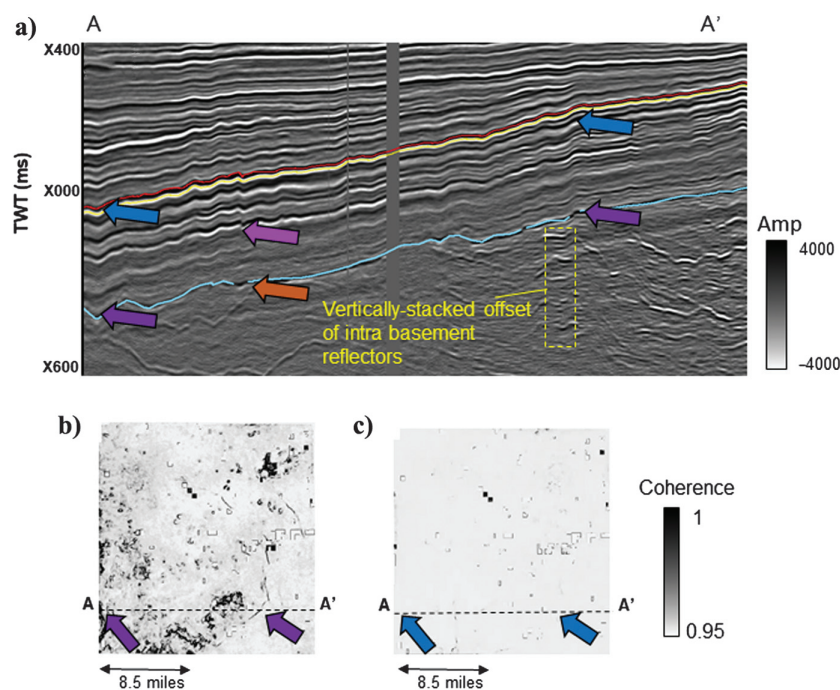 a)
A
A'
X400
X000
X600
TWT (ms)
Vertically-stacked offset
of intra basement
reflectors
Amp
4000
-4000
b)
A
A'
8.5 miles
c)
A
A'
8.5 miles
Coherence
1
0.95